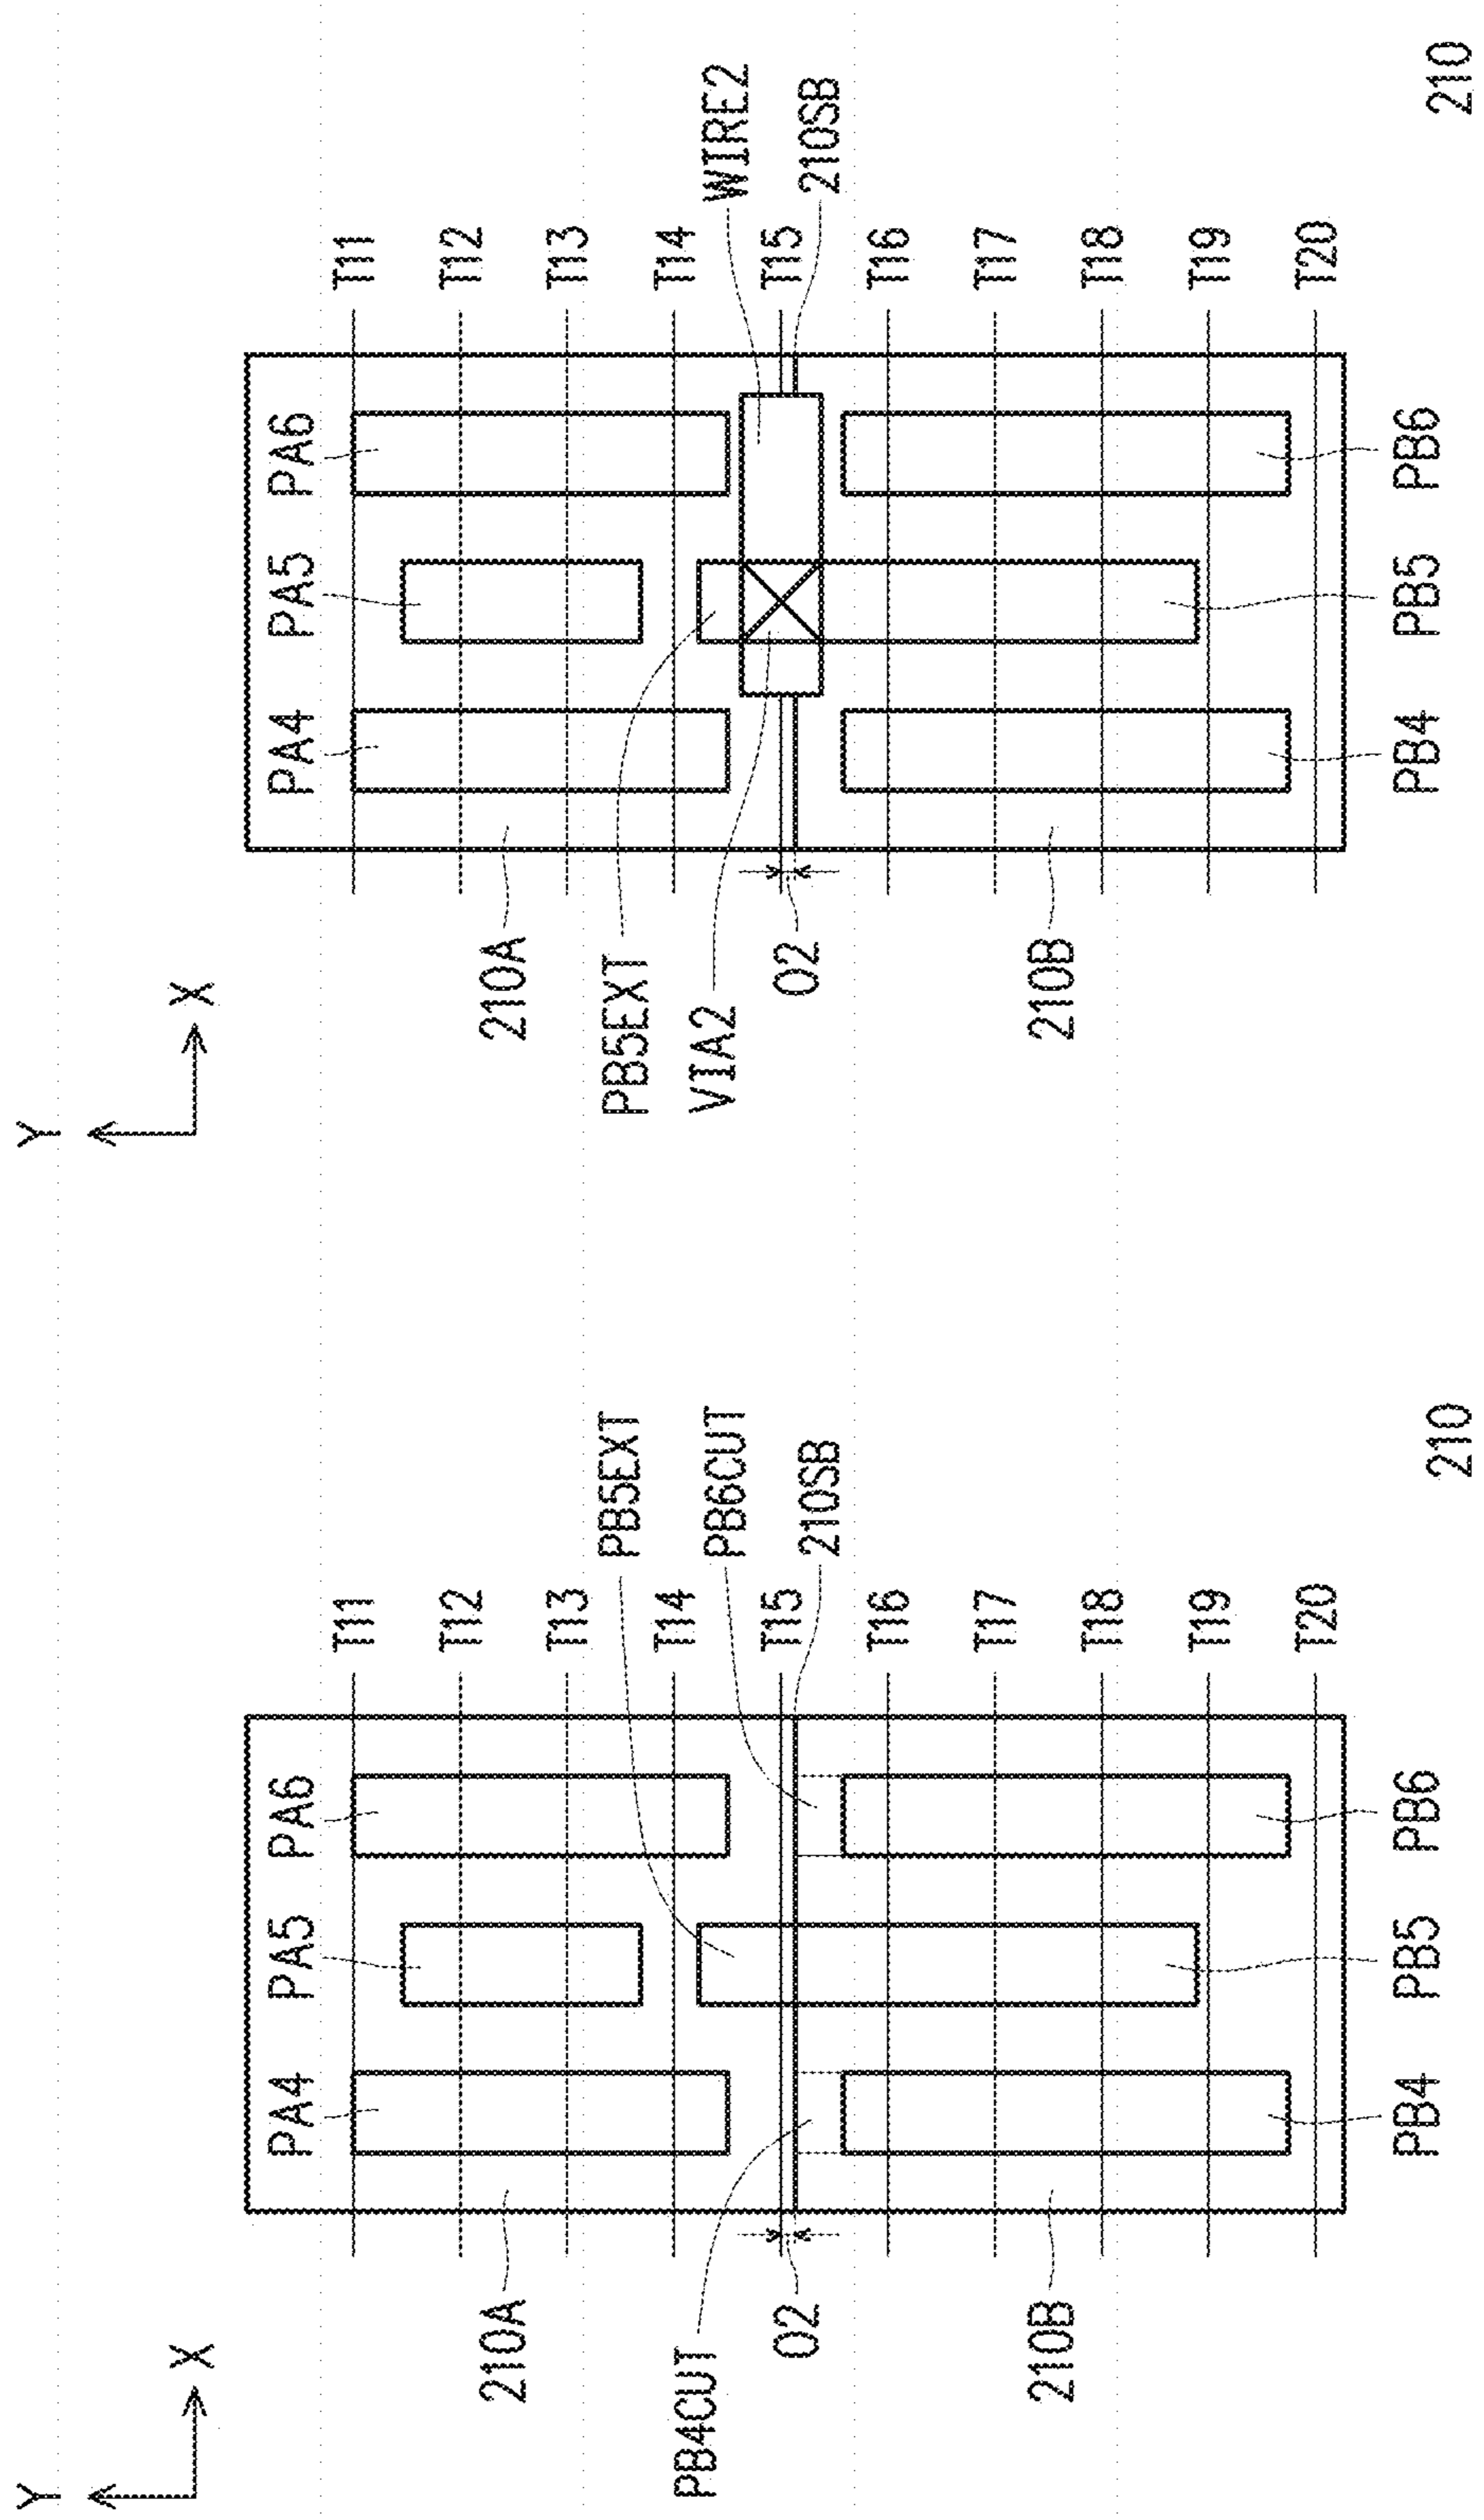 Y
X
PA4 PA5 PA6
T11
T12
210A
T13
PB5EXT
T14
PB4CUT
PB6CUT
T15
O2
210SB
T16
T17
210B
T18
T19
T20
PB4 PB5 PB6
210
Y
X
PA4 PA5 PA6
T11
T12
210A
T13
PB5EXT
T14
VIA2
WIRE2
T15
O2
210SB
T16
T17
210B
T18
T19
T20
PB4 PB5 PB6
210